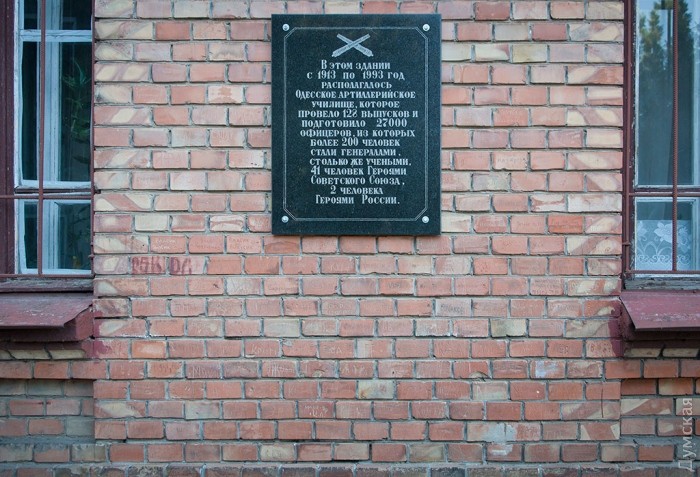 В этом здании
с 1913 по 1993 год
располагалось
Одесское артиллерийское
училище, которое
провело 128 выпусков и
подготовило 27000
офицеров, из которых
более 200 человек
стали генералами,
столько же учеными,
41 человек Героями
Советского Союза,
2 человека
Героями России.
Думская